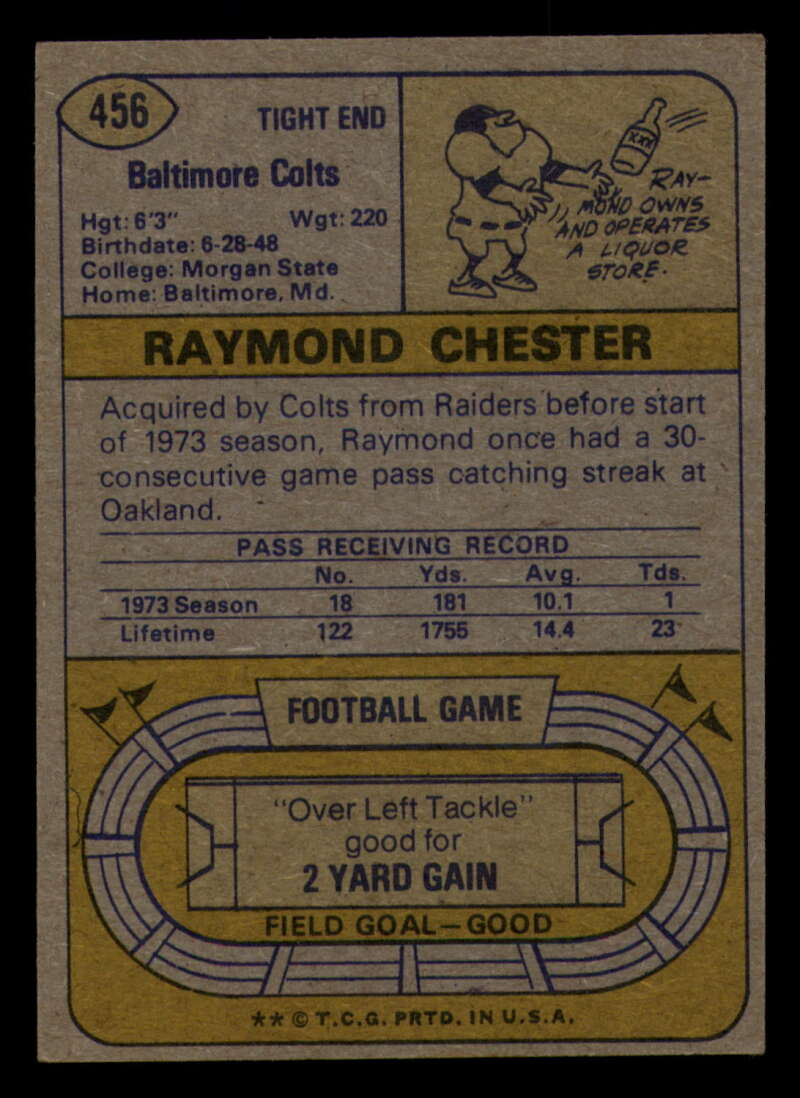 456
TIGHT END
Baltimore Colts
Hgt: 6'3" Wgt: 220
Birthdate: 6-28-48
College: Morgan State
Home: Baltimore, Md.
XXX
RAY-
MOND OWNS
AND OPERATES
A LIQUOR
STORE.
RAYMOND CHESTER
Acquired by Colts from Raiders before start
of 1973 season, Raymond once had a 30-
consecutive game pass catching streak at
Oakland.
PASS RECEIVING RECORD
No. Yds. Avg. Tds.
1973 Season 18 181 10.1 1
Lifetime 122 1755 14.4 23
FOOTBALL GAME
"Over Left Tackle"
good for
2 YARD GAIN
FIELD GOAL—GOOD
** © T.C.G. PRTD. IN U.S.A.